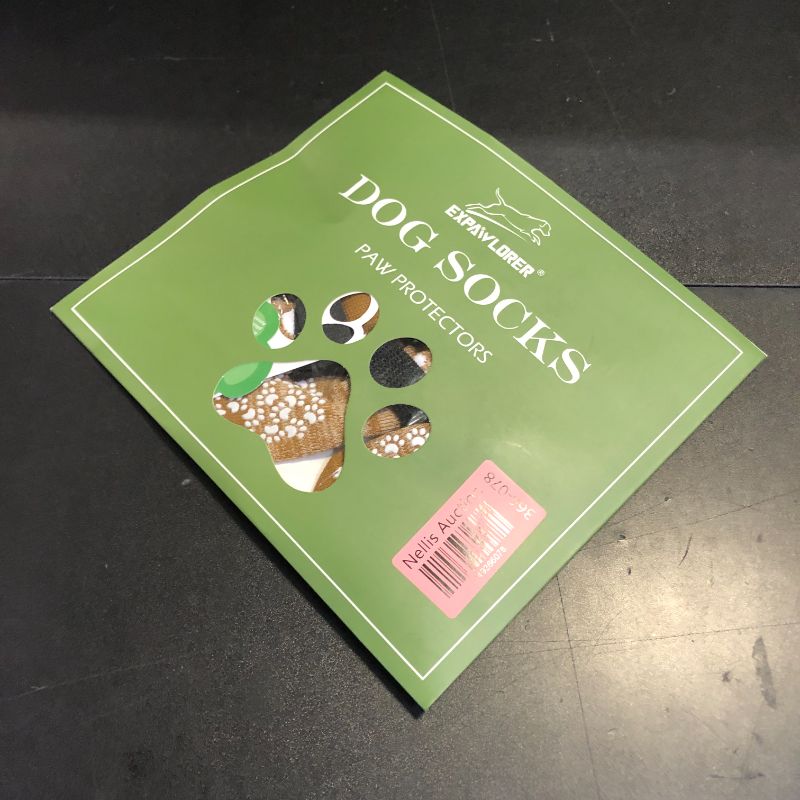 EXPAWLORER®
DOG SOCKS
PAW PROTECTORS
Nellis Auction